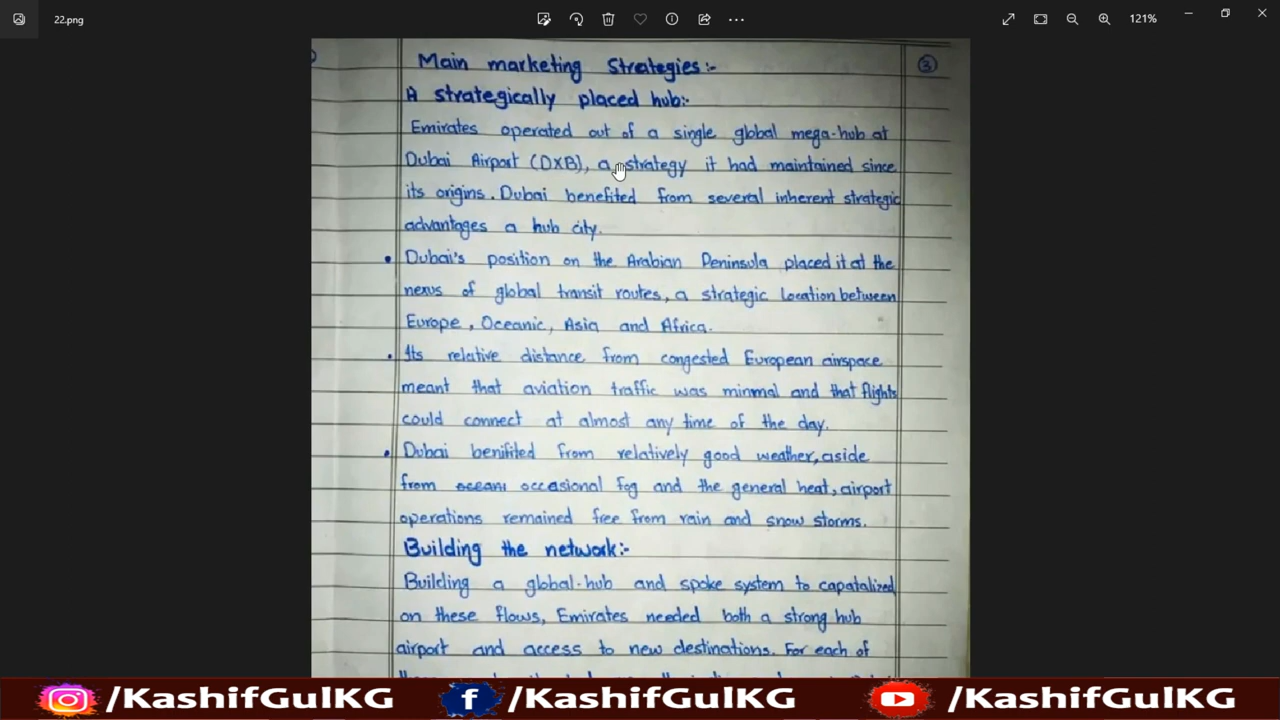 22.png
121%
Main marketing Strategies:-
3
A strategically placed hub:-
Emirates operated out of a single global mega-hub at
Dubai Airport (DXB), a strategy it had maintained since
its origins. Dubai benefited from several inherent strategic
advantages a hub city.
• Dubai's position on the Arabian Peninsula placed it at the
nexus of global transit routes, a strategic location between
Europe, Oceanic, Asia and Africa.
• Its relative distance from congested European airspace
meant that aviation traffic was minmal and that flights
could connect at almost any time of the day.
• Dubai benifited from relatively good weather, aside
from occasional fog and the general heat, airport
operations remained free from rain and snow storms.
Building the network:-
Building a global-hub and spoke system to capatalized
on these flows, Emirates needed both a strong hub
airport and access to new destinations. For each of
/KashifGulKG /KashifGulKG /KashifGulKG